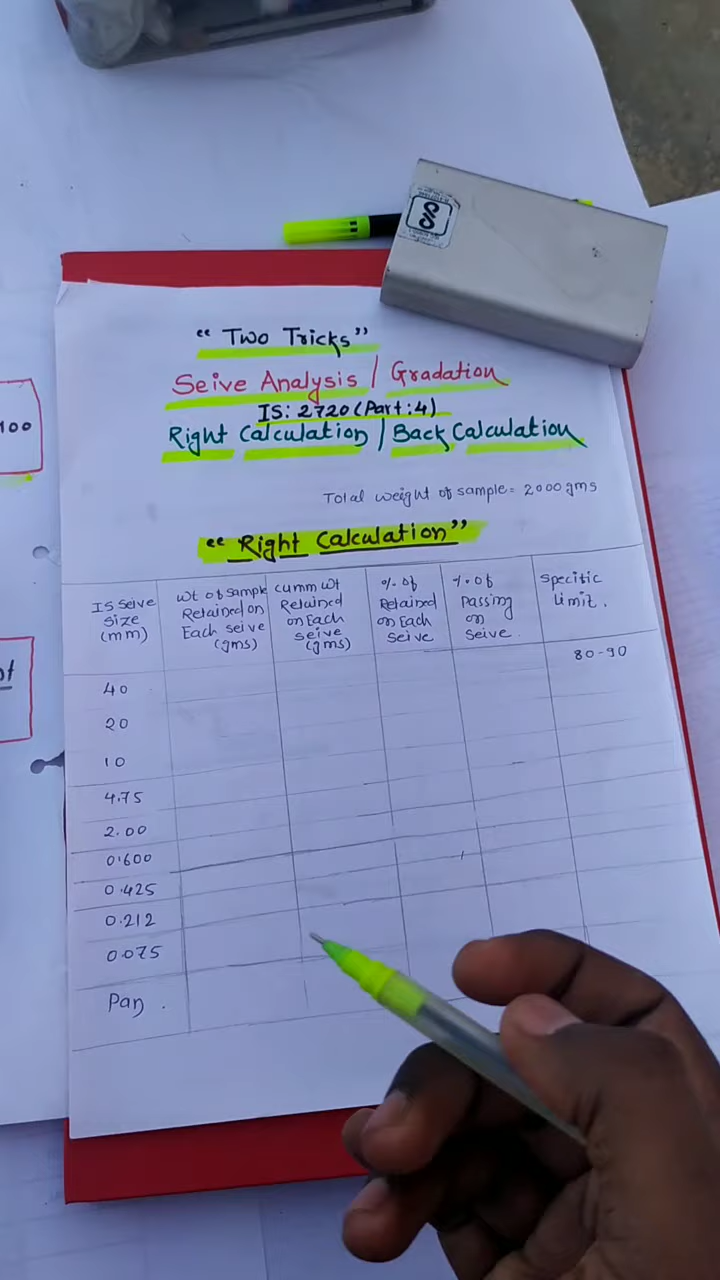 “ Two Tricks”
Seive Analysis / Gradation
IS: 2720 (Part:4)
Right Calculation / Back Calculation
100
Total weight of sample = 2000 gms
“ Right Calculation”
IS Seive size (mm)
wt of sample Retained on Each seive (gms)
cumm wt Retained on Each seive (gms)
% of Retained on Each seive
% of Passing on seive.
specific limit.
80-90
40
20
10
4.75
2.00
0.600
0.425
0.212
0.075
Pan .